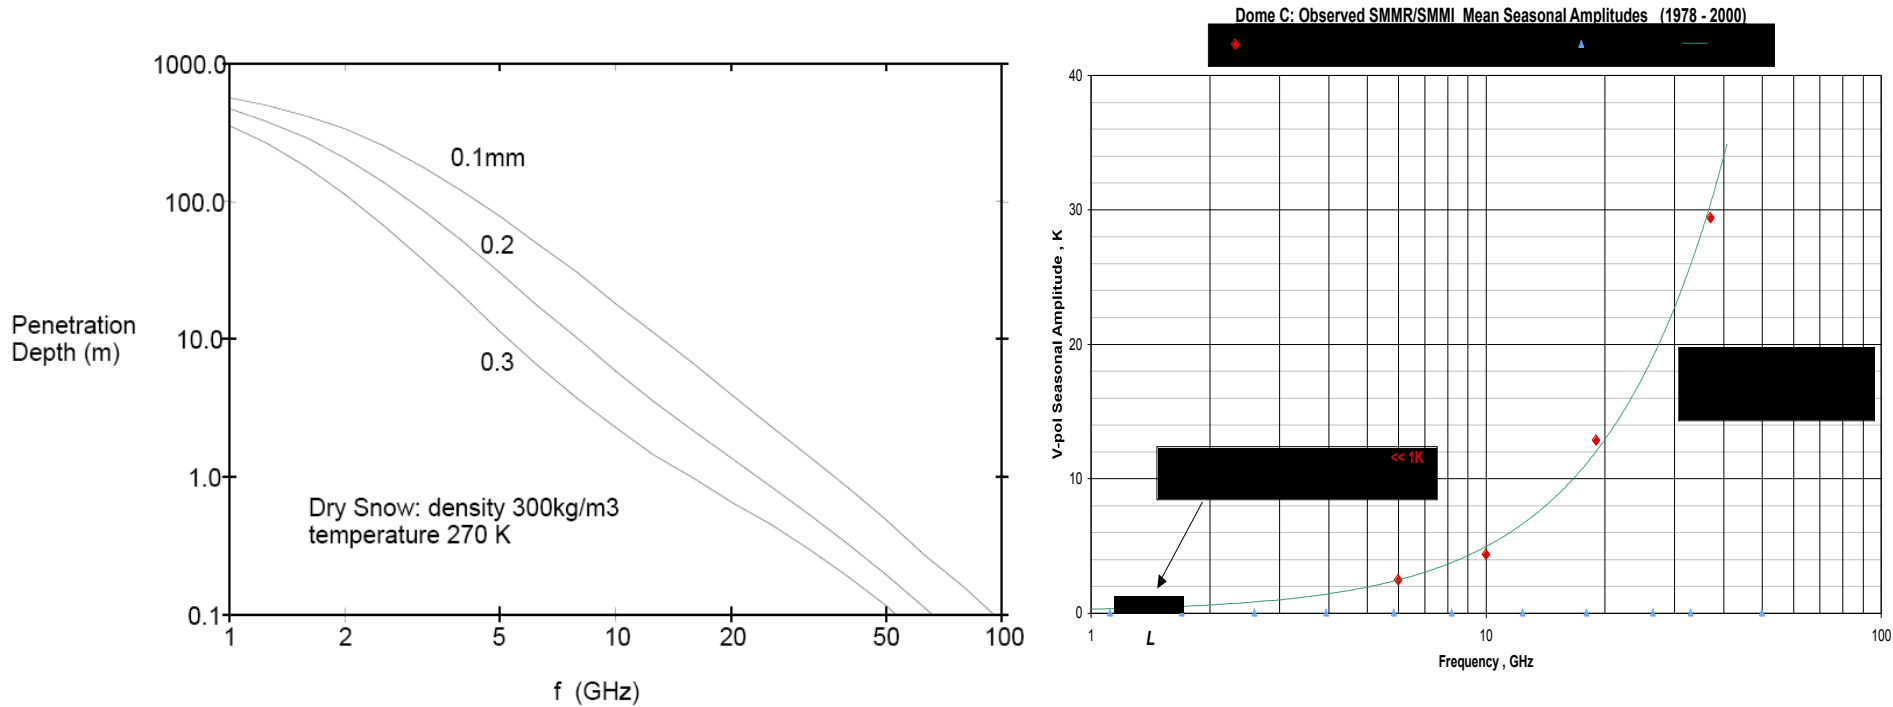 1000.0
100.0
10.0
1.0
0.1
Penetration
Depth (m)
0.1mm
0.2
0.3
Dry Snow: density 300kg/m3
temperature 270 K
1 2 5 10 20 50 100
f (GHz)
Dome C: Observed SMMR/SMMI Mean Seasonal Amplitudes (1978 - 2000)
V-pol Seasonal Amplitude , K
40
30
20
10
0
<< 1K
1 10 100
L
Frequency , GHz